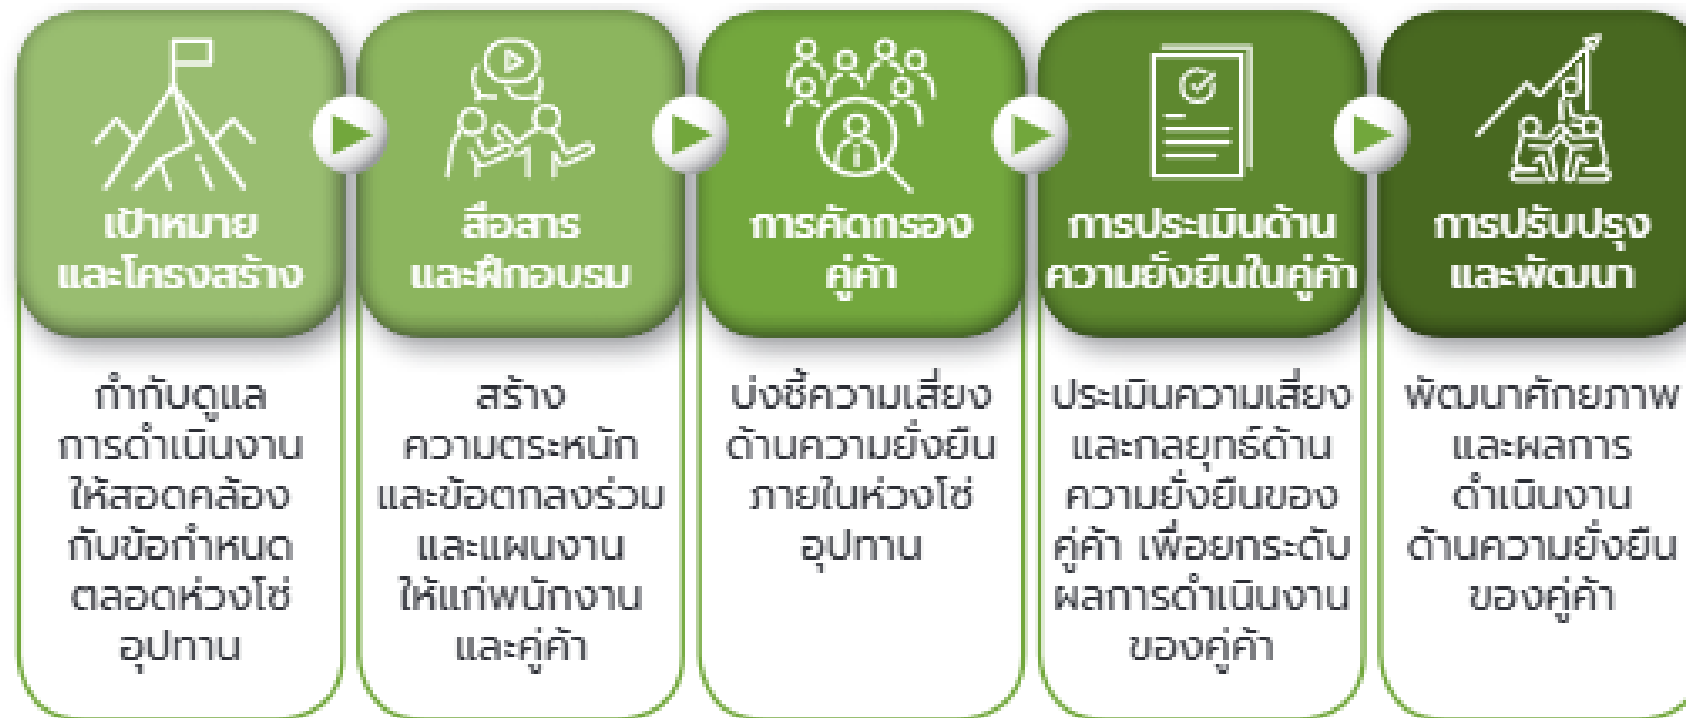 เป้าหมาย
และโครงสร้าง
กำกับดูแล
การดำเนินงาน
ให้สอดคล้อง
กับข้อกำหนด
ตลอดห่วงโซ่
อุปทาน
สื่อสาร
และฝึกอบรม
สร้าง
ความตระหนัก
และข้อตกลงร่วม
และแผนงาน
ให้แก่พนักงาน
และคู่ค้า
การคัดกรอง
คู่ค้า
บ่งชี้ความเสี่ยง
ด้านความยั่งยืน
ภายในห่วงโซ่
อุปทาน
การประเมินด้าน
ความยั่งยืนในคู่ค้า
ประเมินความเสี่ยง
และกลยุทธ์ด้าน
ความยั่งยืนของ
คู่ค้า เพื่อยกระดับ
ผลการดำเนินงาน
ของคู่ค้า
การปรับปรุง
และพัฒนา
พัฒนาศักยภาพ
และผลการ
ดำเนินงาน
ด้านความยั่งยืน
ของคู่ค้า